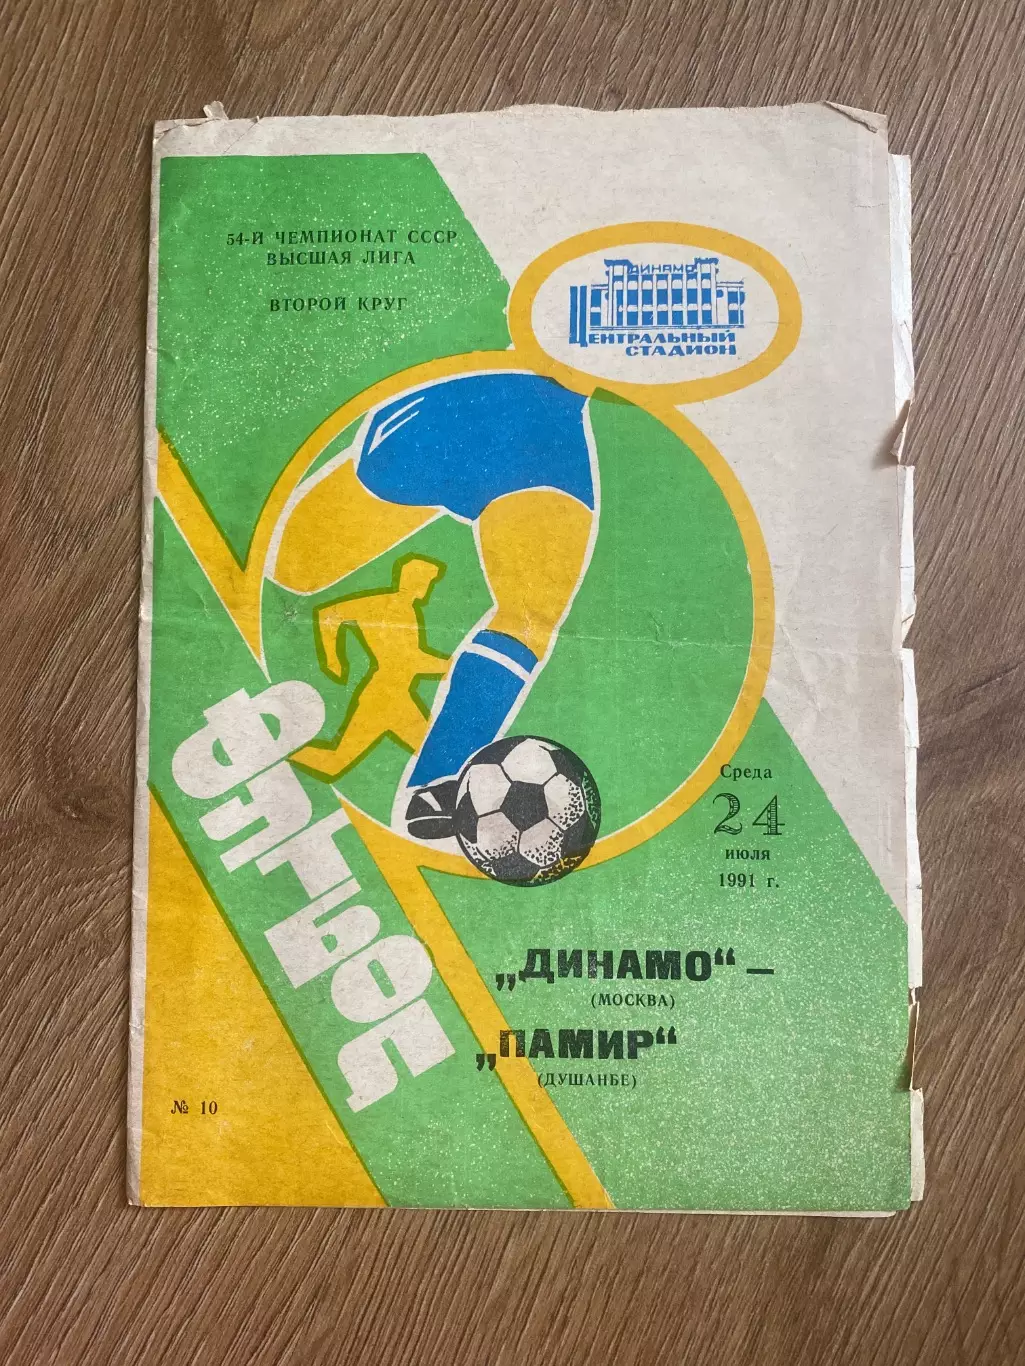 54-Й ЧЕМПИОНАТ СССР
ВЫСШАЯ ЛИГА
ВТОРОЙ КРУГ
ДИНАМО
ЦЕНТРАЛЬНЫЙ
СТАДИОН
ФУТБОЛ
Среда
24
июля
1991 г.
„ДИНАМО“ —
(МОСКВА)
„ПАМИР“
(ДУШАНБЕ)
№ 10